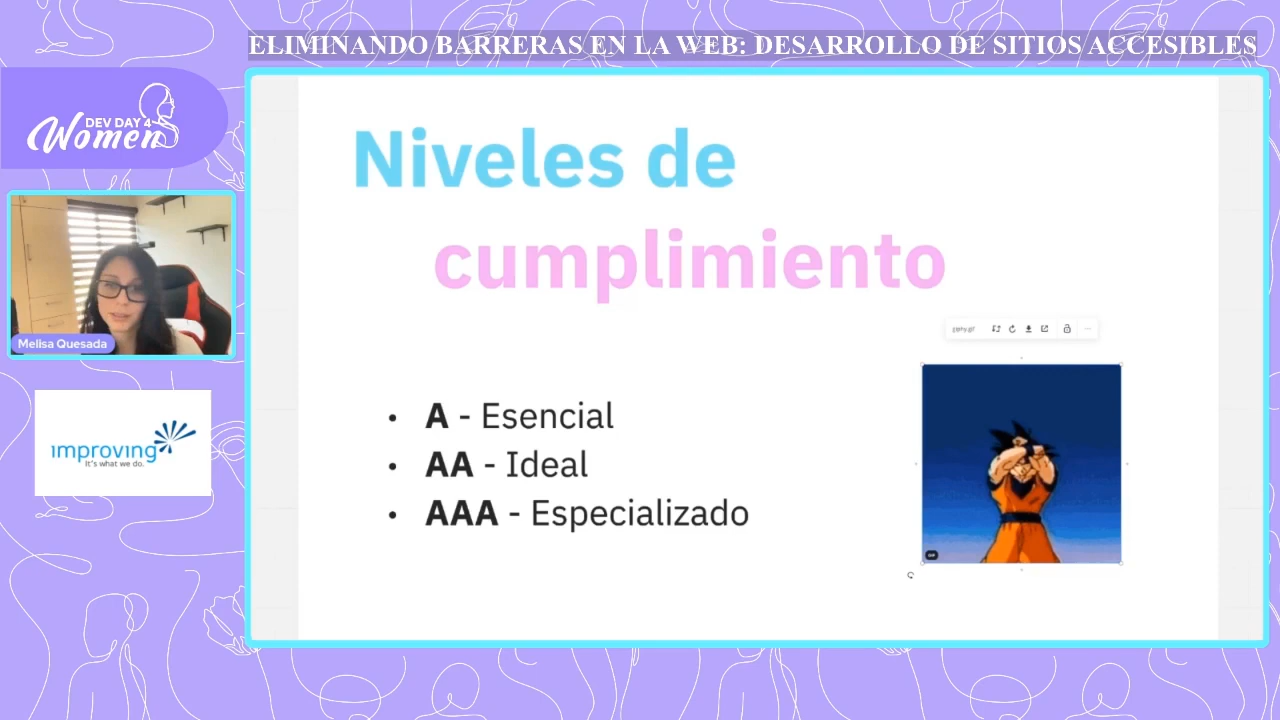 ELIMINANDO BARRERAS EN LA WEB: DESARROLLO DE SITIOS ACCESIBLES
DEV DAY 4
Women
Melisa Quesada
improving
It's what we do.
Niveles de
cumplimiento
• A - Esencial
• AA - Ideal
• AAA - Especializado